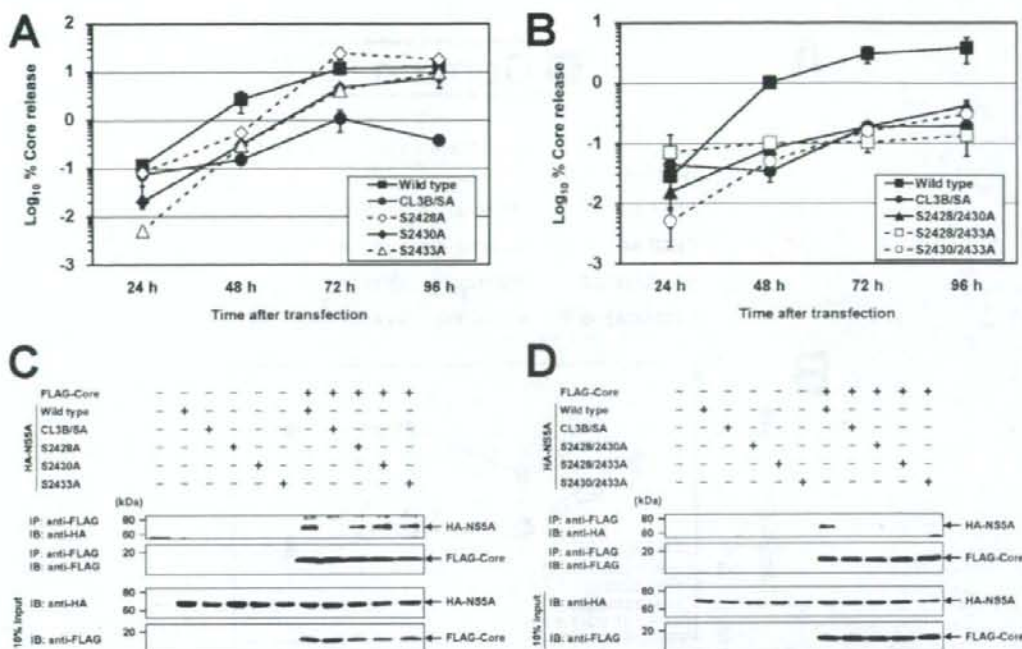 A
Log10 % Core release
2
1
0
-1
-2
-3
Wild type
CL3B/SA
S2428A
S2430A
S2433A
24 h 48 h 72 h 96 h
Time after transfection
B
Log10 % Core release
1
0
-1
-2
-3
Wild type
CL3B/SA
S2428/2430A
S2428/2433A
S2430/2433A
24 h 48 h 72 h 96 h
Time after transfection
C
FLAG-Core - - - - - - + + + + + +
HA-NS5A
Wild type - + - - - - + - - - - -
CL3B/SA - - + - - - - + - - - -
S2428A - - - + - - - - + - - -
S2430A - - - - + - - - - + - -
S2433A - - - - - + - - - - - +
(kDa)
IP: anti-FLAG
IB: anti-HA
80
60
HA-NS5A
IP: anti-FLAG
IB: anti-FLAG
20
FLAG-Core
10% input
IB: anti-HA
80
60
HA-NS5A
IB: anti-FLAG
20
FLAG-Core
D
FLAG-Core - - - - - - + + + + + +
HA-NS5A
Wild type - + - - - - + - - - - -
CL3B/SA - - + - - - - + - - - -
S2428/2430A - - - + - - - - + - - -
S2428/2433A - - - - + - - - - + - -
S2430/2433A - - - - - + - - - - - +
(kDa)
IP: anti-FLAG
IB: anti-HA
80
60
HA-NS5A
IP: anti-FLAG
IB: anti-FLAG
20
FLAG-Core
10% input
IB: anti-HA
80
60
HA-NS5A
IB: anti-FLAG
20
FLAG-Core